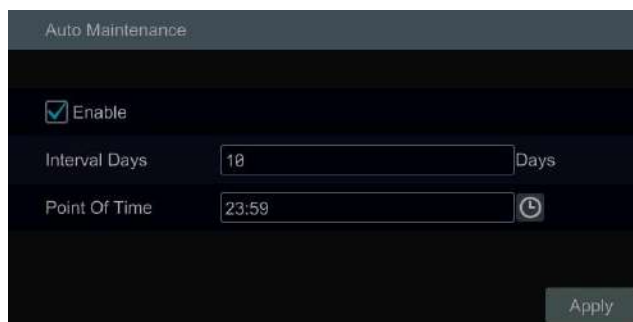 Auto Maintenance
Enable
Interval Days 10 Days
Point Of Time 23:59
Apply